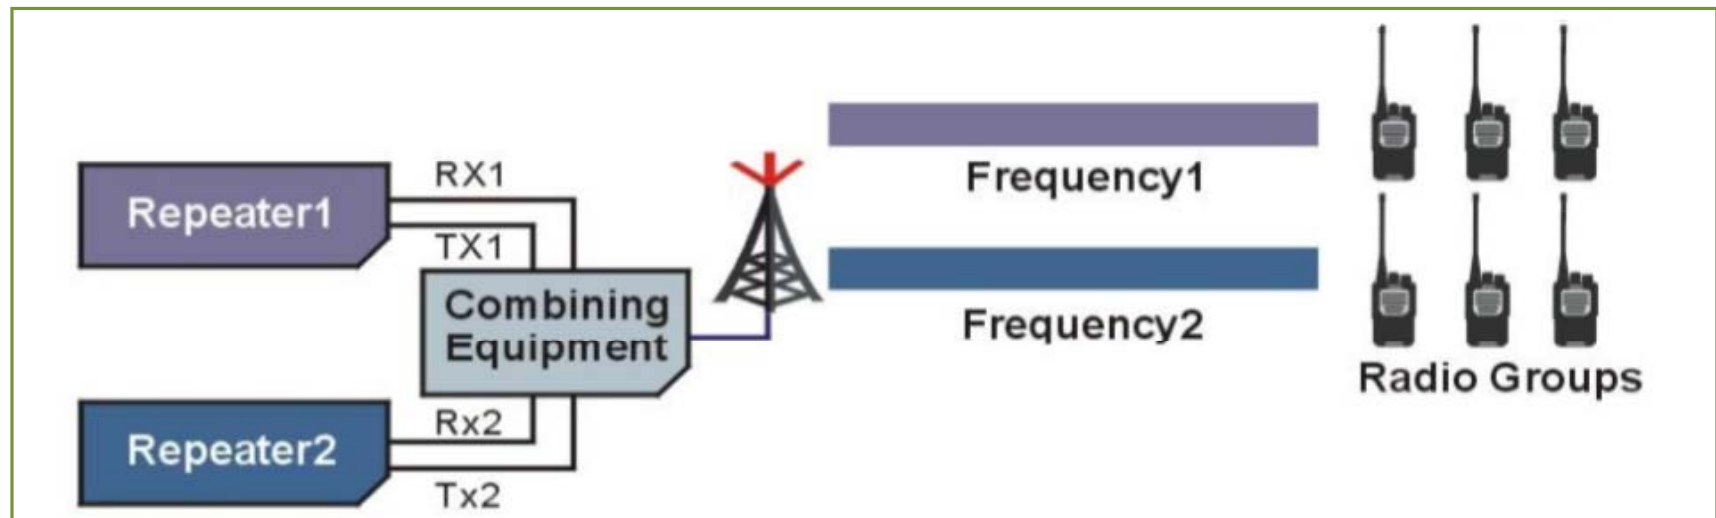 RX1
Repeater1
TX1
Combining
Equipment
Rx2
Repeater2
Tx2
Frequency1
Frequency2
Radio Groups